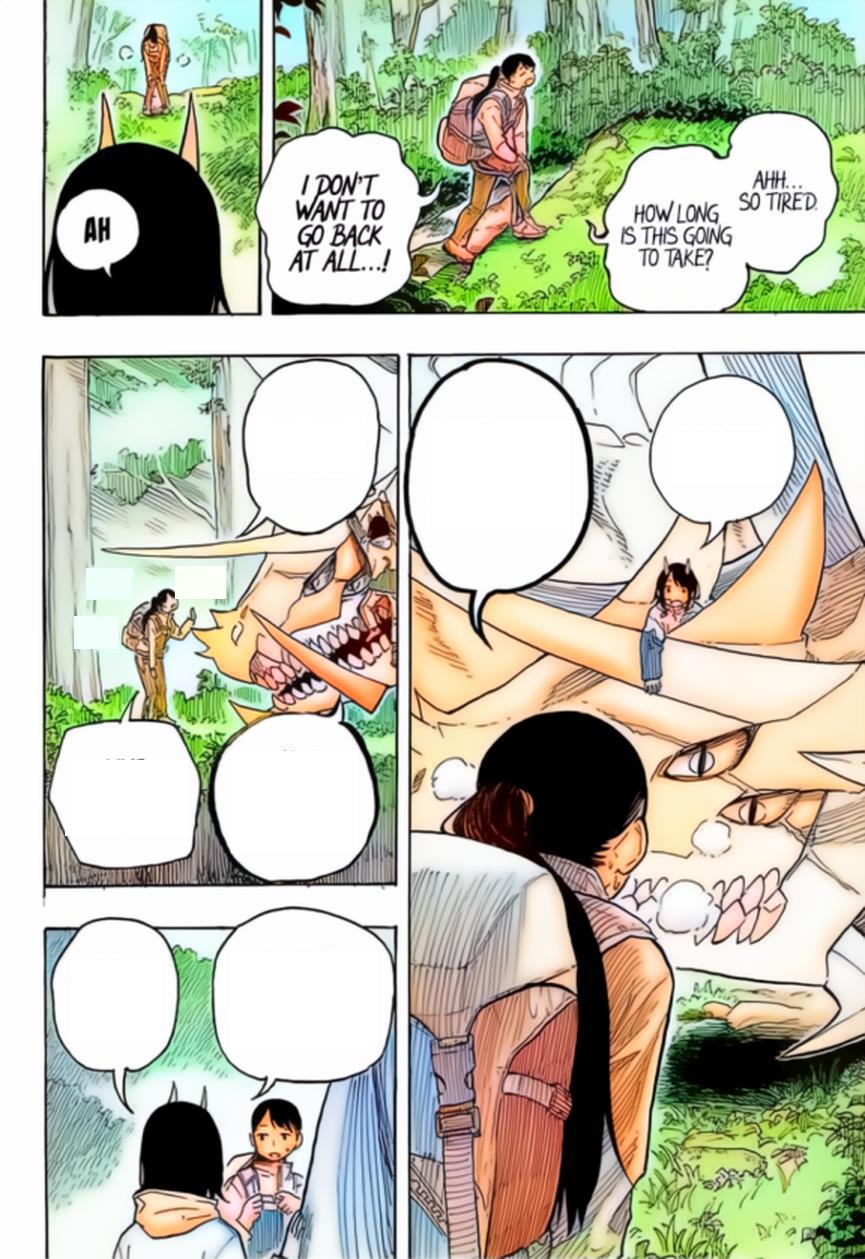 AHH...
SO TIRED.
HOW LONG
IS THIS GOING
TO TAKE?
I DON'T
WANT TO
GO BACK
AT ALL...!
AH